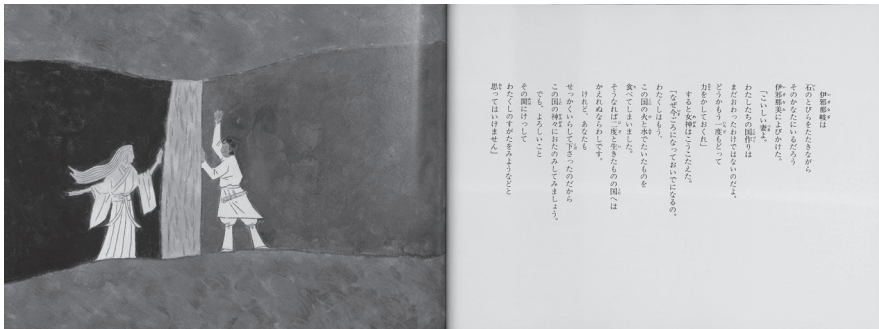 伊邪那岐は
石のとびらをたたきながら
そのかなたにいるだろう
伊邪那美によびかけた。
「こいしい妻よ。
わたしたちの国作りは
まだおわったわけではないのだよ。
どうかもう一度もどって
力をかしておくれ」
すると女神はこうこたえた。
「なぜ今ごろになっておいでになるの。
わたくしはもう、
この国の火と水でたいたものを
食べてしまいました。
そうなれば二度と生きたものの国へは
かえれぬならわしです。
けれど、あなたも
せっかくいらして下さったのだから
この国の神々におたのみしてみましょう。
でも、よろしいこと
その間にけっして
わたくしのすがたをみようなどと
思ってはいけません」